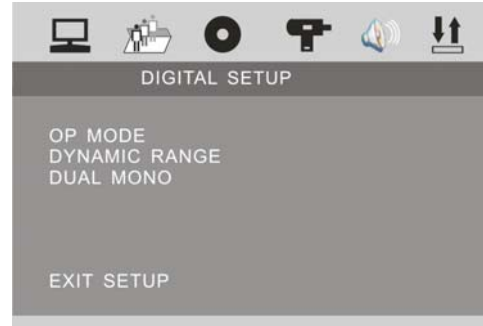 DIGITAL SETUP
OP MODE
DYNAMIC RANGE
DUAL MONO
EXIT SETUP